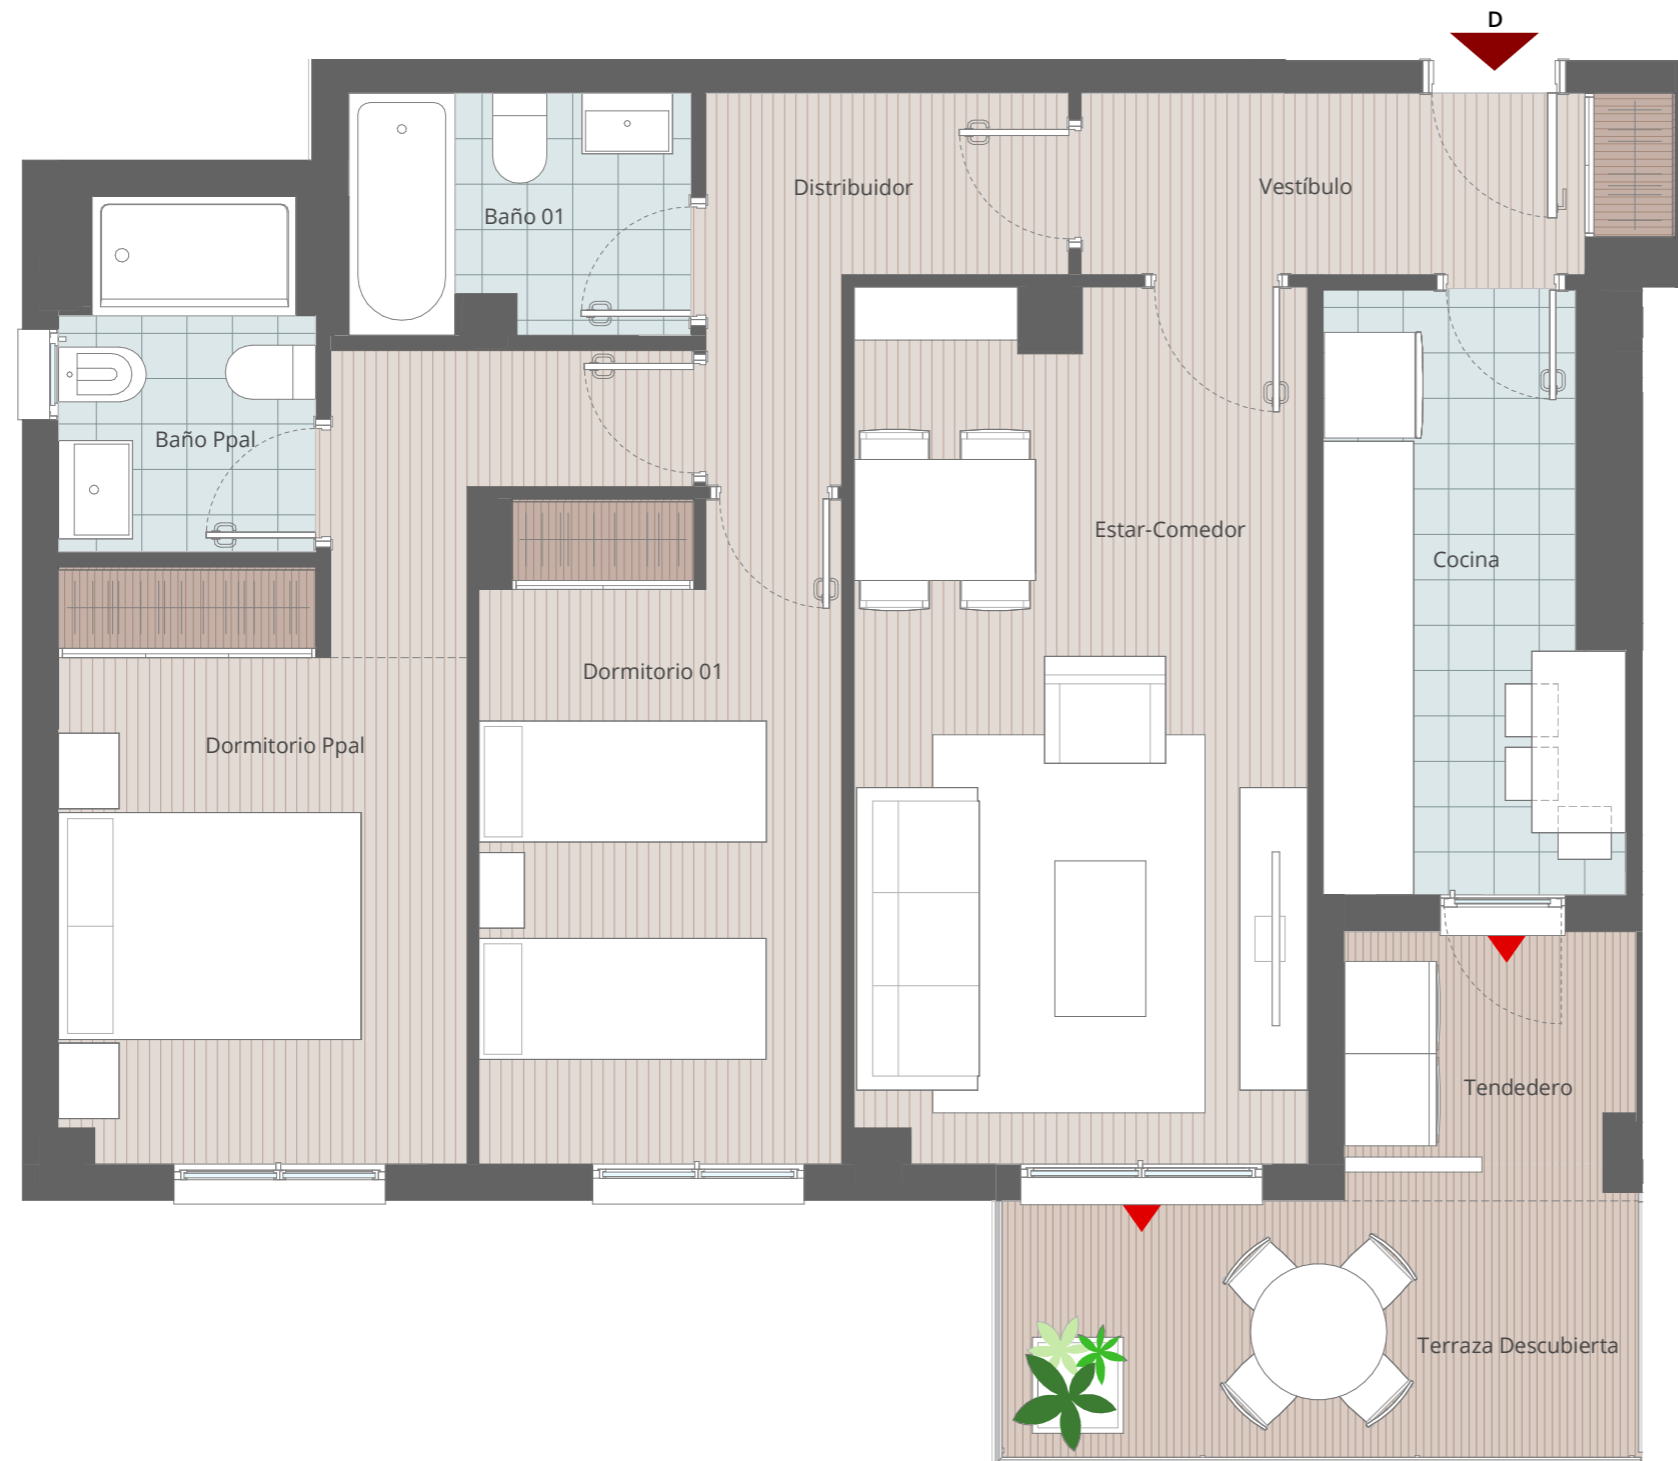 D
Distribuidor
Vestíbulo
Baño 01
Baño Ppal
Estar-Comedor
Cocina
Dormitorio 01
Dormitorio Ppal
Tendedero
Terraza Descubierta